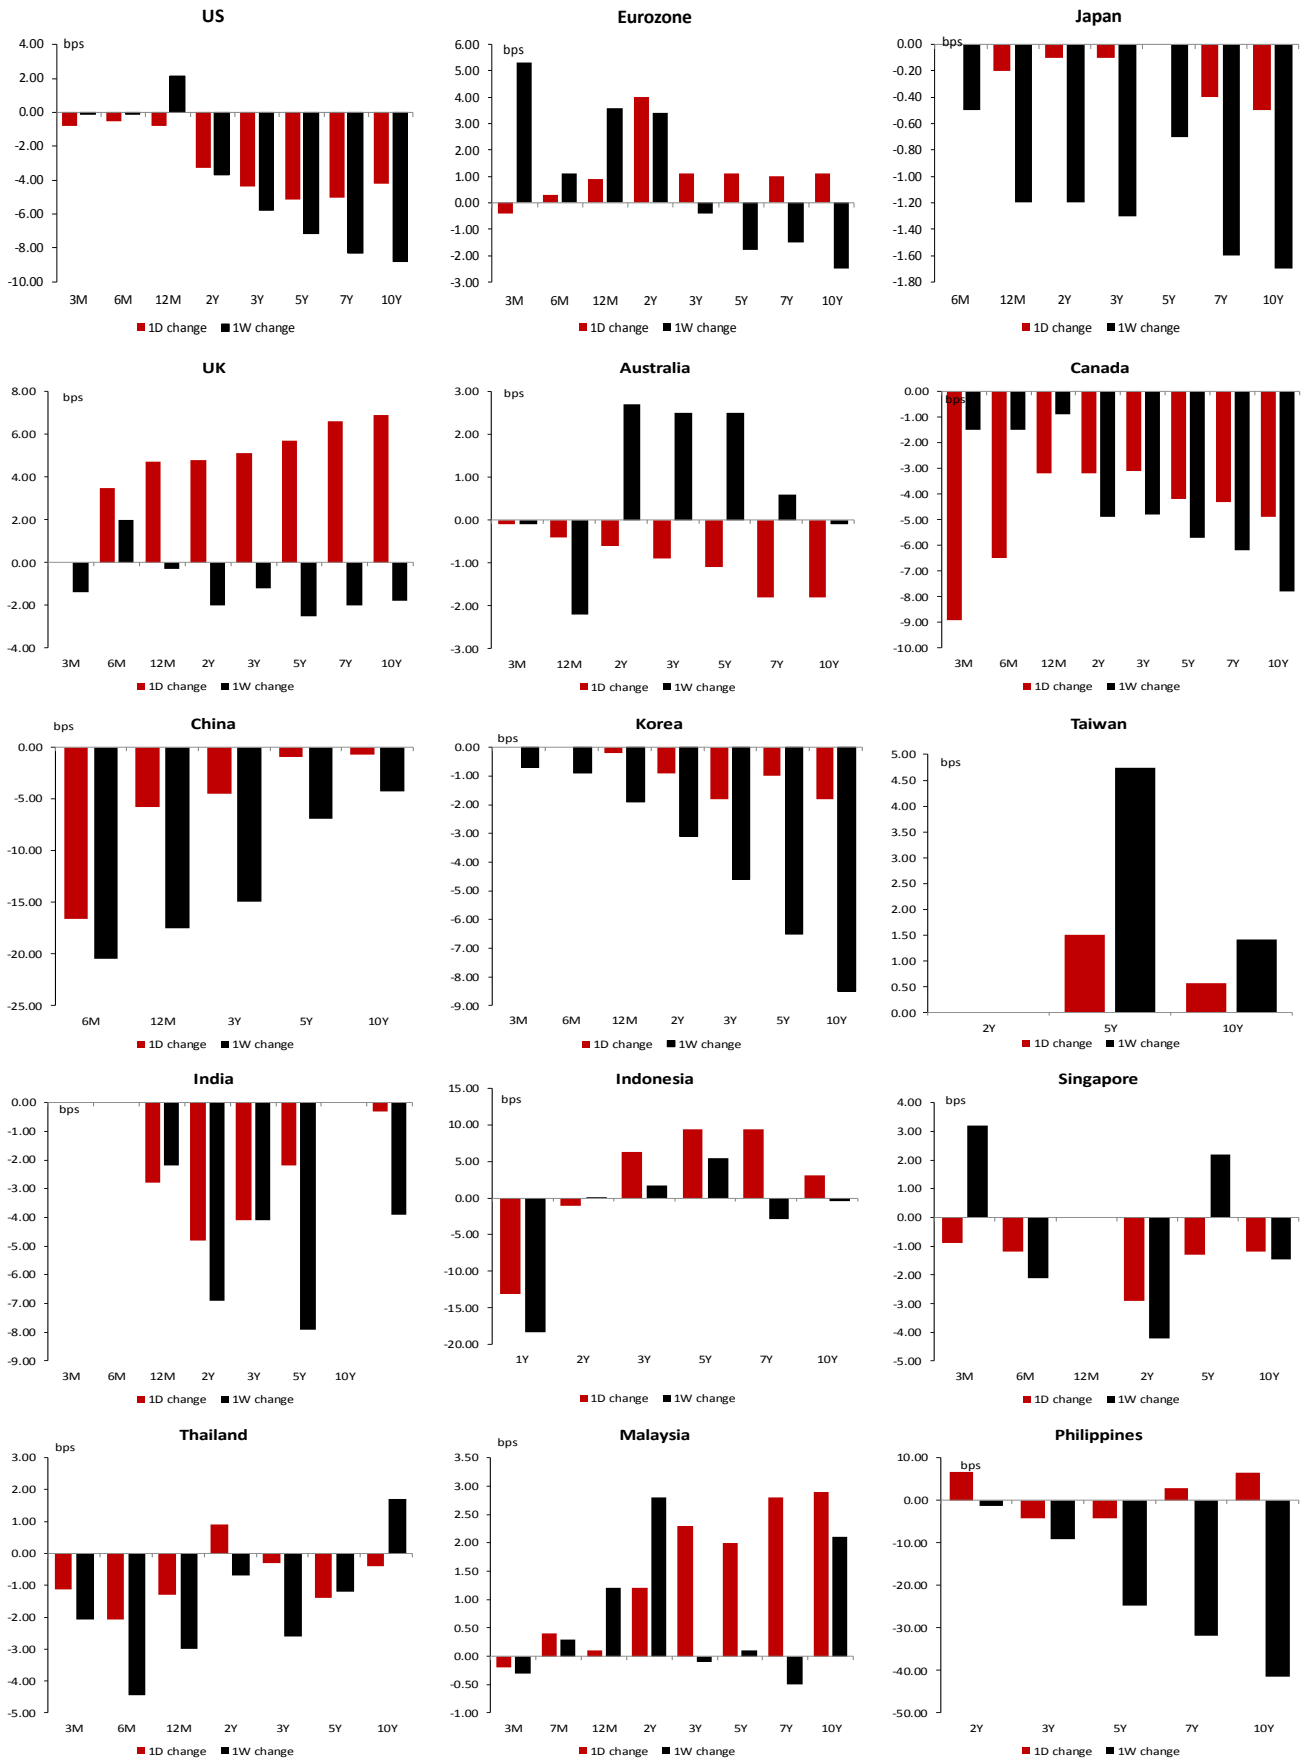 US
bps
4.00
2.00
0.00
-2.00
-4.00
-6.00
-8.00
-10.00
3M 6M 12M 2Y 3Y 5Y 7Y 10Y
1D change 1W change
Eurozone
bps
6.00
5.00
4.00
3.00
2.00
1.00
0.00
-1.00
-2.00
-3.00
3M 6M 12M 2Y 3Y 5Y 7Y 10Y
1D change 1W change
Japan
bps
0.00
-0.20
-0.40
-0.60
-0.80
-1.00
-1.20
-1.40
-1.60
-1.80
6M 12M 2Y 3Y 5Y 7Y 10Y
1D change 1W change
UK
bps
8.00
6.00
4.00
2.00
0.00
-2.00
-4.00
3M 6M 12M 2Y 3Y 5Y 7Y 10Y
1D change 1W change
Australia
bps
3.00
2.00
1.00
0.00
-1.00
-2.00
-3.00
3M 12M 2Y 3Y 5Y 7Y 10Y
1D change 1W change
Canada
bps
0.00
-1.00
-2.00
-3.00
-4.00
-5.00
-6.00
-7.00
-8.00
-9.00
-10.00
3M 6M 12M 2Y 3Y 5Y 7Y 10Y
1D change 1W change
China
bps
0.00
-5.00
-10.00
-15.00
-20.00
-25.00
6M 12M 3Y 5Y 10Y
1D change 1W change
Korea
bps
0.00
-1.00
-2.00
-3.00
-4.00
-5.00
-6.00
-7.00
-8.00
-9.00
3M 6M 12M 2Y 3Y 5Y 10Y
1D change 1W change
Taiwan
bps
5.00
4.50
4.00
3.50
3.00
2.50
2.00
1.50
1.00
0.50
0.00
2Y 5Y 10Y
1D change 1W change
India
bps
0.00
-1.00
-2.00
-3.00
-4.00
-5.00
-6.00
-7.00
-8.00
-9.00
3M 6M 12M 2Y 3Y 5Y 10Y
1D change 1W change
Indonesia
bps
15.00
10.00
5.00
0.00
-5.00
-10.00
-15.00
-20.00
1Y 2Y 3Y 5Y 7Y 10Y
1D change 1W change
Singapore
bps
4.00
3.00
2.00
1.00
0.00
-1.00
-2.00
-3.00
-4.00
-5.00
3M 6M 12M 2Y 5Y 10Y
1D change 1W change
Thailand
bps
3.00
2.00
1.00
0.00
-1.00
-2.00
-3.00
-4.00
-5.00
3M 6M 12M 2Y 3Y 5Y 10Y
1D change 1W change
Malaysia
bps
3.50
3.00
2.50
2.00
1.50
1.00
0.50
0.00
-0.50
-1.00
3M 7M 12M 2Y 3Y 5Y 7Y 10Y
1D change 1W change
Philippines
bps
10.00
0.00
-10.00
-20.00
-30.00
-40.00
-50.00
2Y 3Y 5Y 7Y 10Y
1D change 1W change